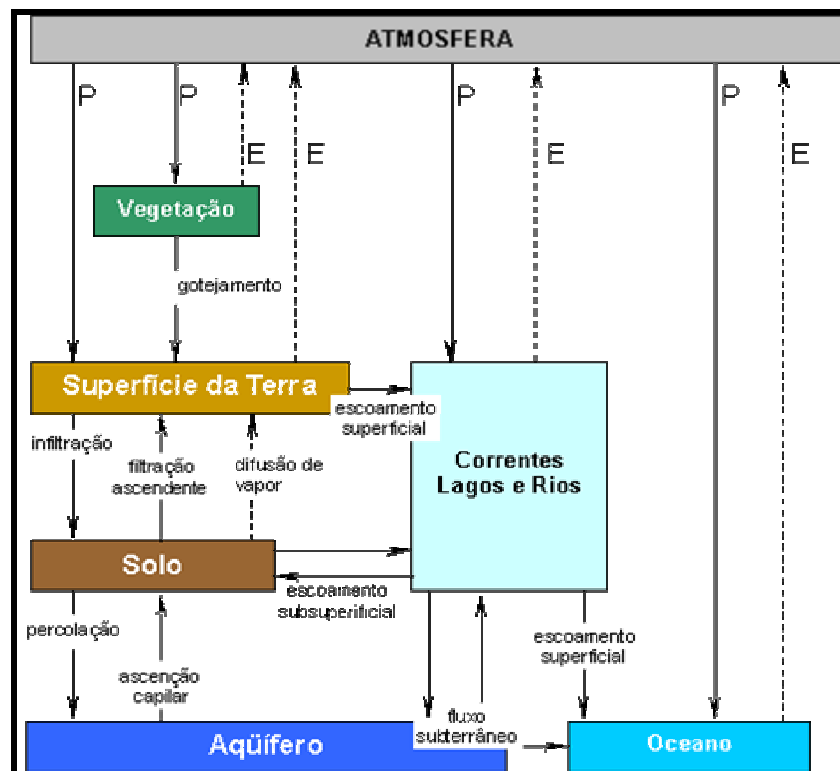 ATMOSFERA
P
P
E
E
P
E
P
E
Vegetação
gotejamento
Superfície da Terra
escoamento
superficial
infiltração
filtração
ascendente
difusão de
vapor
Correntes
Lagos e Rios
Solo
escoamento
subsuperificial
percolação
ascenção
capilar
escoamento
superficial
fluxo
subterrâneo
Aqüífero
Oceano